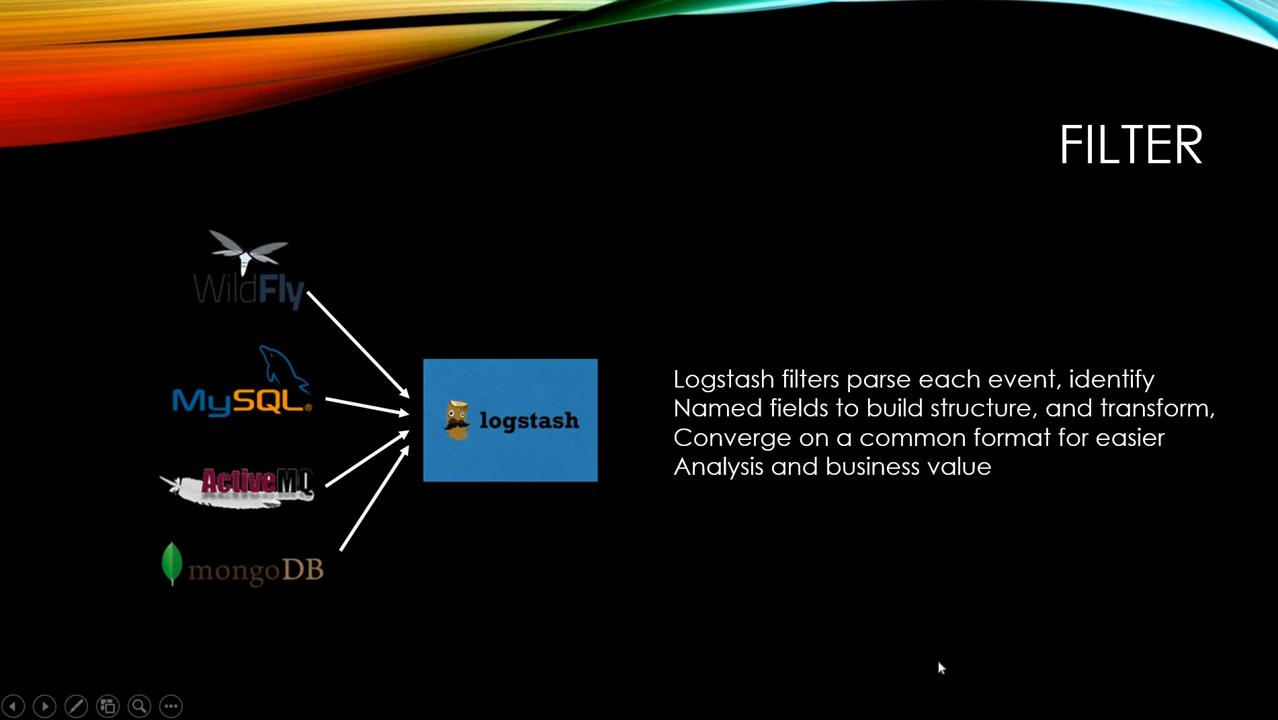 FILTER
WildFly
MySQL®
ActiveMQ
mongoDB
logstash
Logstash filters parse each event, identify
Named fields to build structure, and transform,
Converge on a common format for easier
Analysis and business value